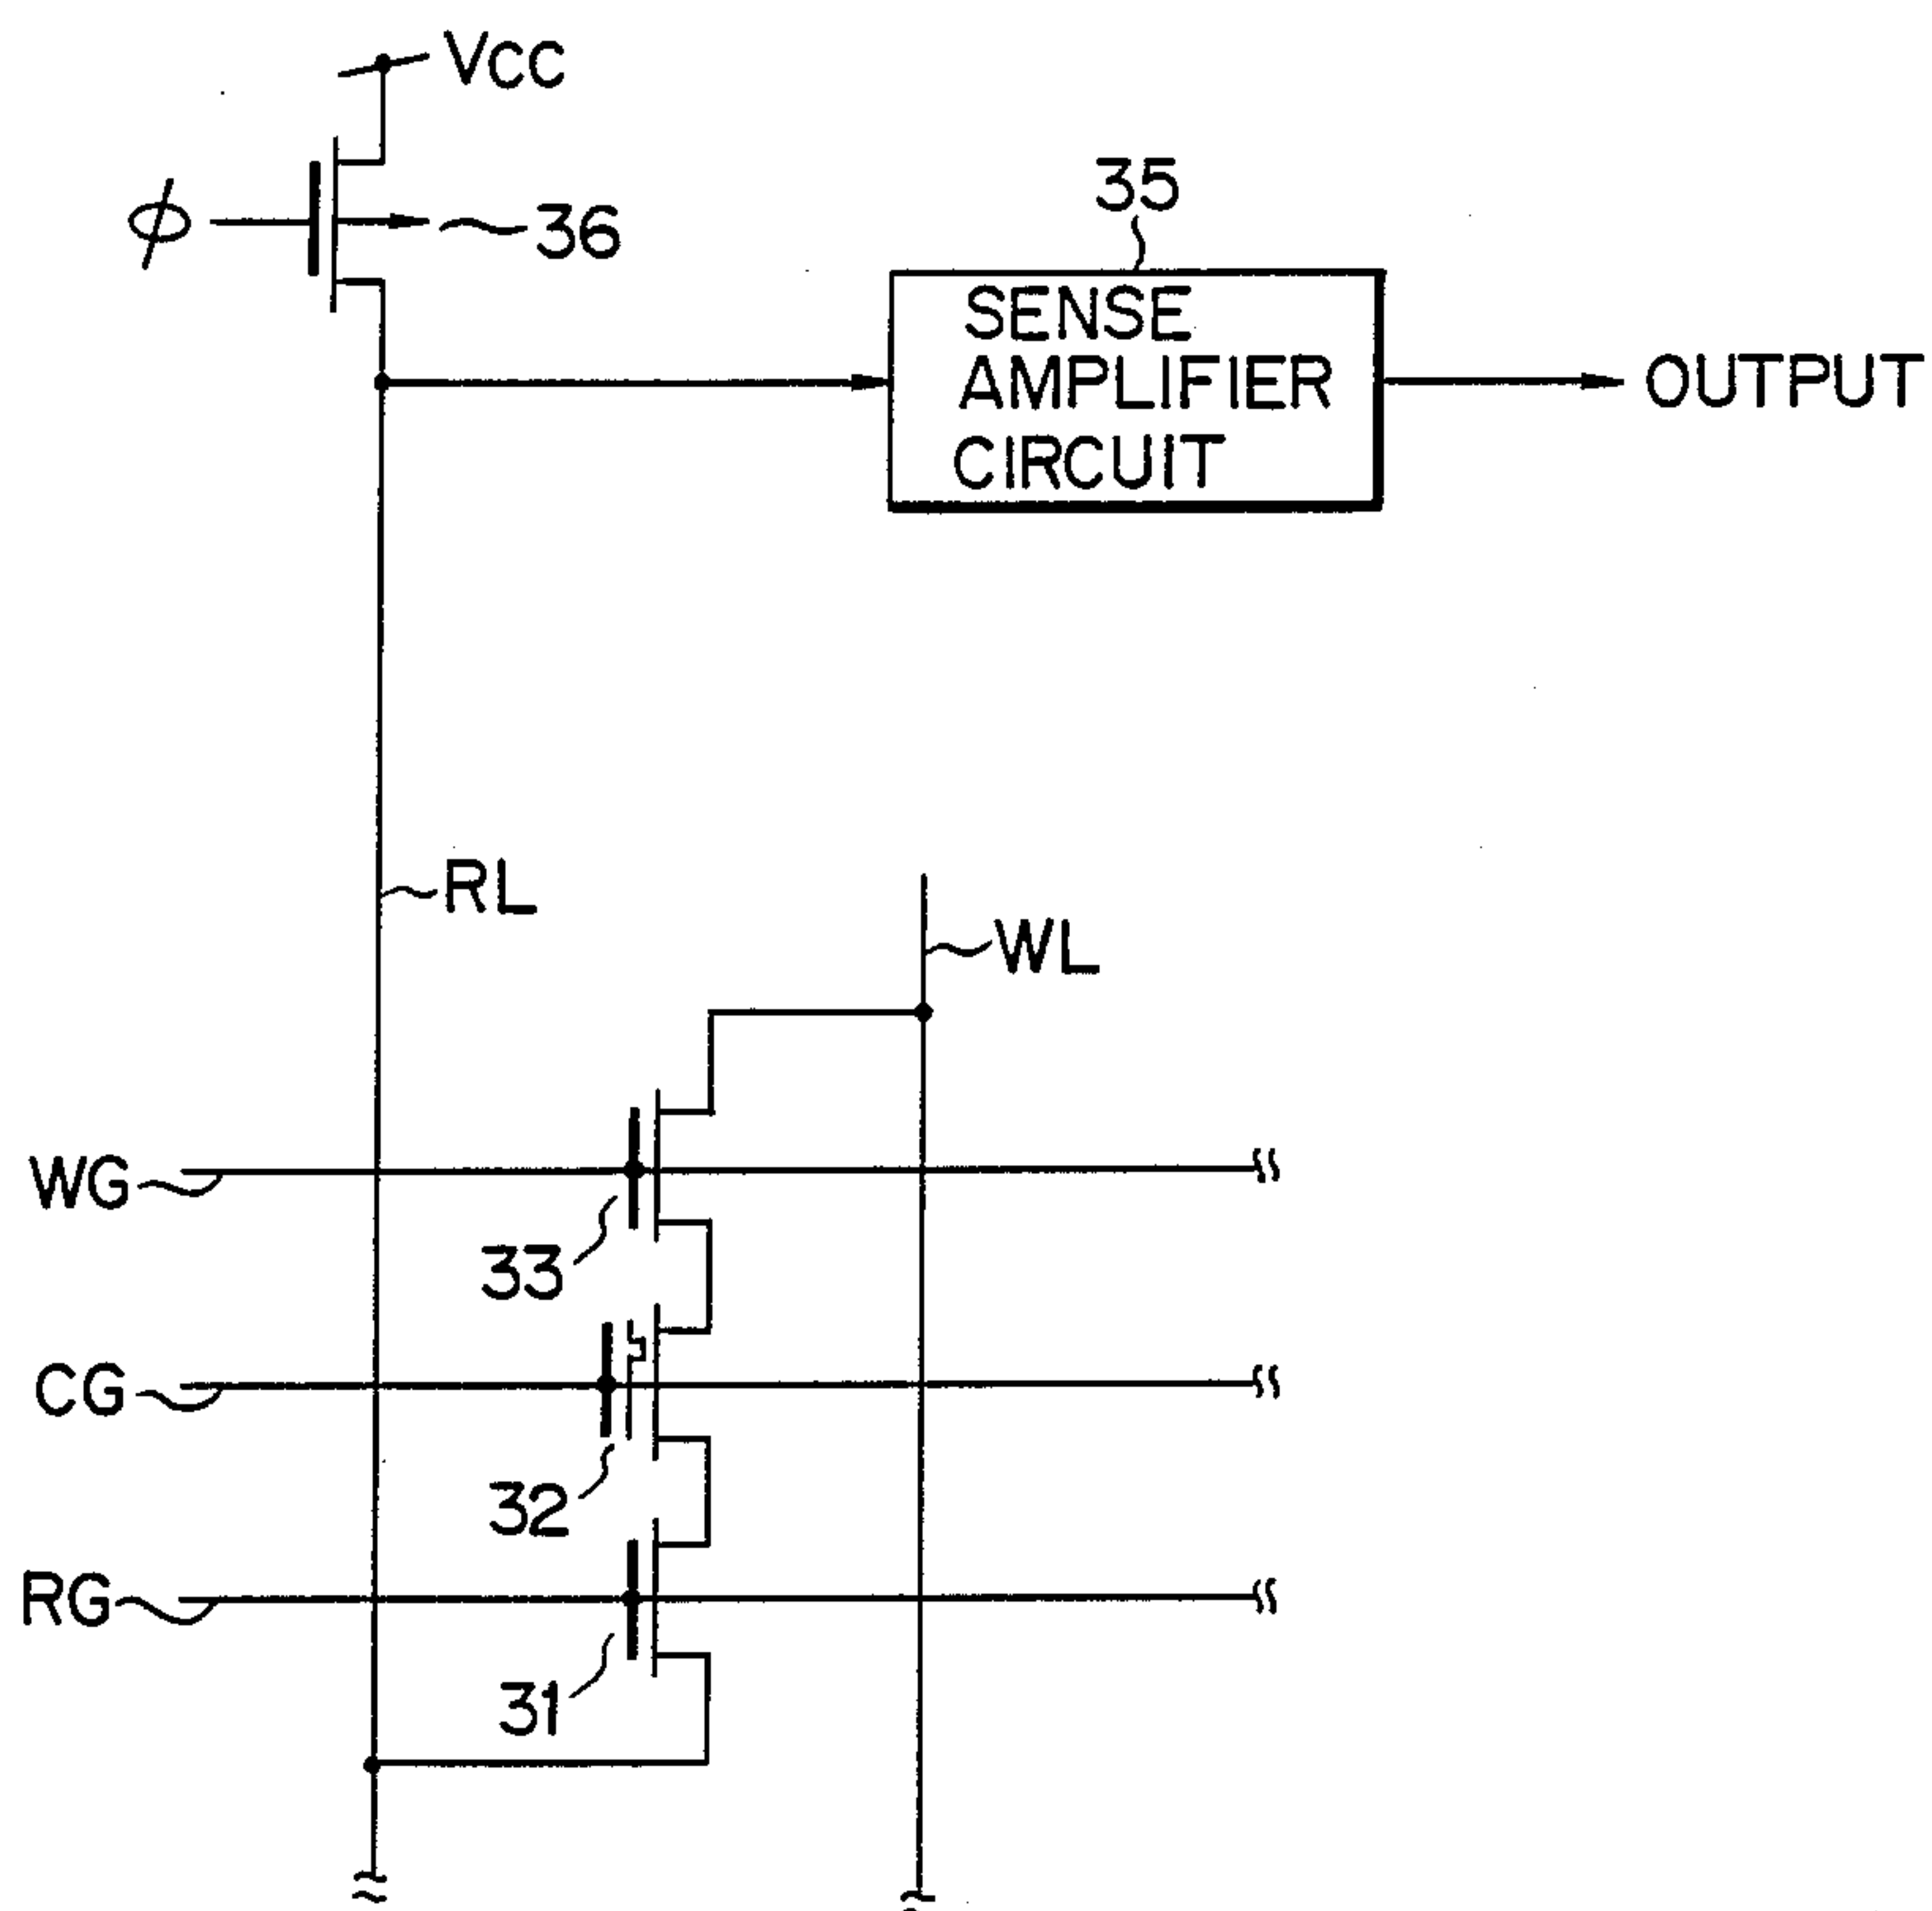 VCC
ϕ
36
35
SENSE
AMPLIFIER
CIRCUIT
OUTPUT
RL
WL
WG
33
CG
32
RG
31